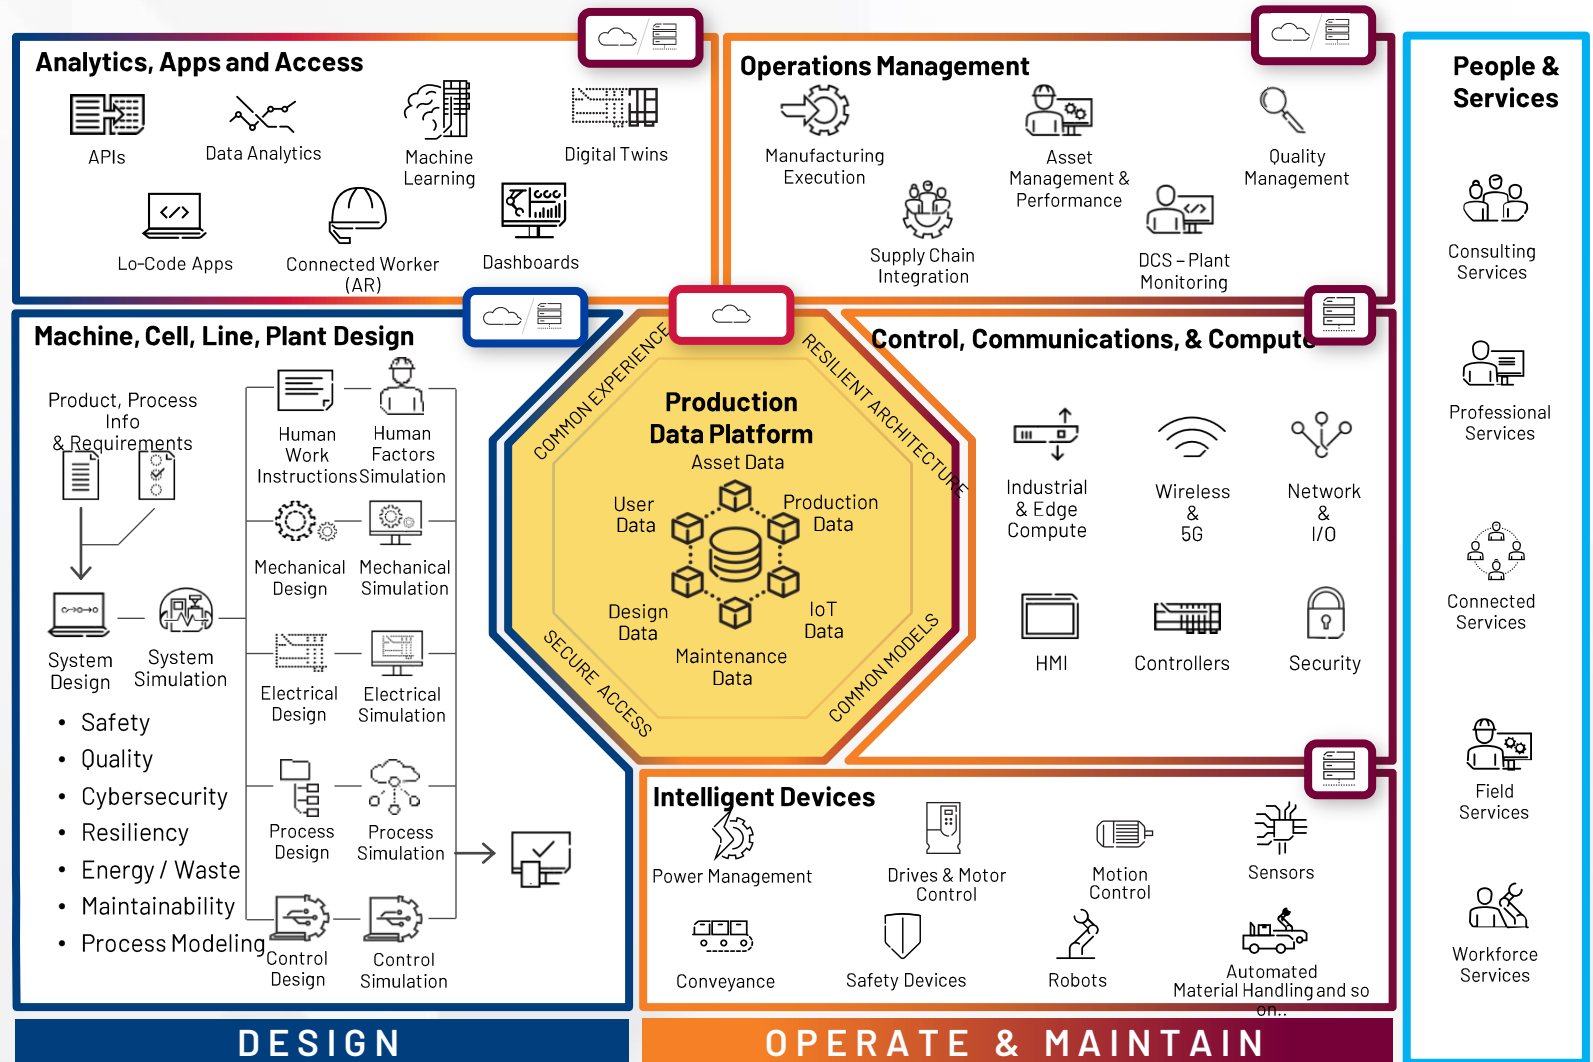 Analytics, Apps and Access
APIs
Data Analytics
Machine
Learning
Digital Twins
Lo-Code Apps
Connected Worker
(AR)
Dashboards
Operations Management
Manufacturing
Execution
Asset
Management &
Performance
Quality
Management
Supply Chain
Integration
DCS – Plant
Monitoring
People &
Services
Consulting
Services
Professional
Services
Connected
Services
Field
Services
Workforce
Services
Machine, Cell, Line, Plant Design
Product, Process
Info
& Requirements
Human
Work
Instructions
Human
Factors
Simulation
Mechanical
Design
Mechanical
Simulation
System
Design
System
Simulation
Electrical
Design
Electrical
Simulation
• Safety
• Quality
• Cybersecurity
• Resiliency
• Energy / Waste
• Maintainability
• Process Modeling
Process
Design
Process
Simulation
Control
Design
Control
Simulation
COMMON EXPERIENCE
RESILIENT ARCHITECTURE
SECURE ACCESS
COMMON MODELS
Production
Data Platform
Asset Data
User
Data
Production
Data
Design
Data
IoT
Data
Maintenance
Data
Control, Communications, & Compute
Industrial
& Edge
Compute
Wireless
&
5G
Network
&
I/O
HMI
Controllers
Security
Intelligent Devices
Power Management
Drives & Motor
Control
Motion
Control
Sensors
Conveyance
Safety Devices
Robots
Automated
Material Handling and so
on..
DESIGN
OPERATE & MAINTAIN